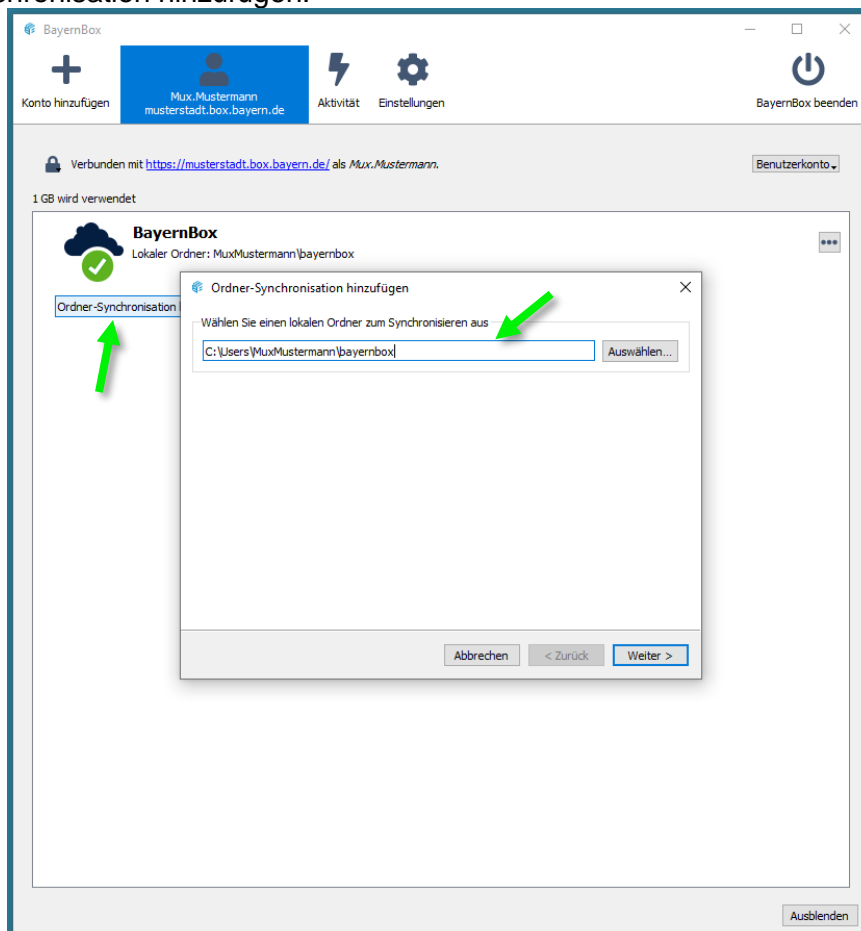 chronisation hinzufügen.
BayernBox
Konto hinzufügen
Mux.Mustermann
musterstadt.box.bayern.de
Aktivität
Einstellungen
BayernBox beenden
Verbunden mit https://musterstadt.box.bayern.de/ als Mux.Mustermann.
Benutzerkonto
1 GB wird verwendet
BayernBox
Lokaler Ordner: MuxMustermann\bayernbox
Ordner-Synchronisation
Ordner-Synchronisation hinzufügen
Wählen Sie einen lokalen Ordner zum Synchronisieren aus
C:\Users\MuxMustermann\bayernbox
Auswählen...
Abbrechen
< Zurück
Weiter >
Ausblenden